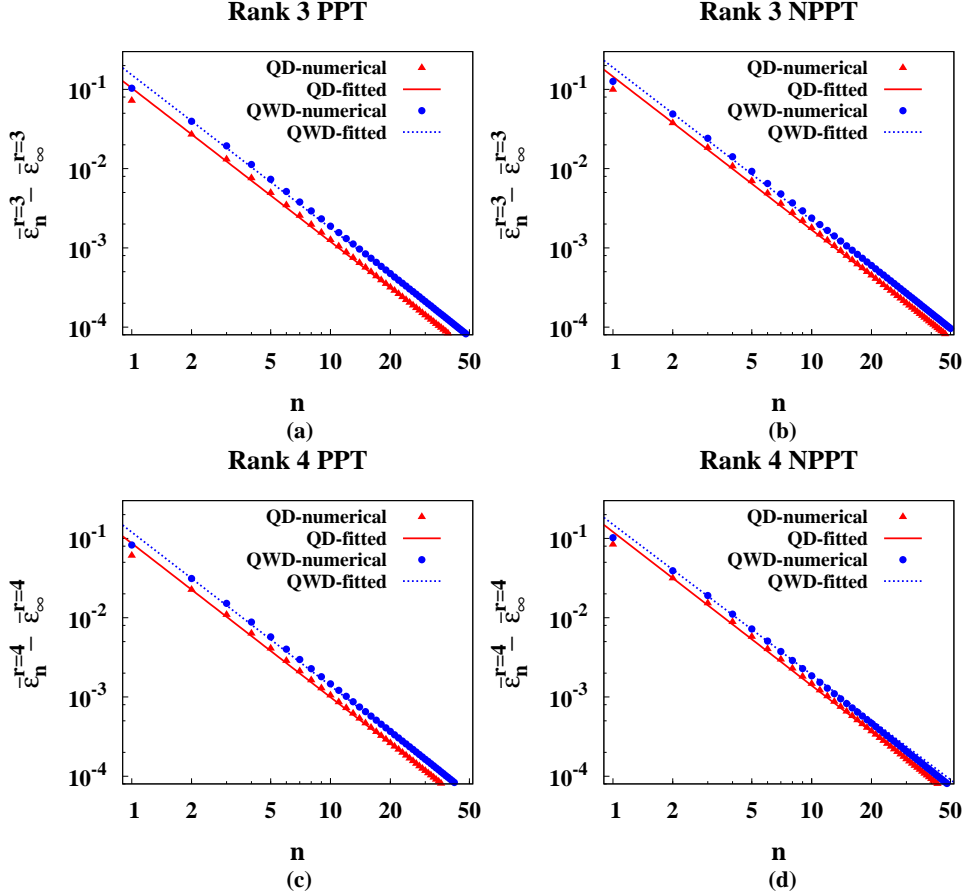 Rank 3 PPT
QD-numerical
QD-fitted
QWD-numerical
QWD-fitted
10⁻¹
10⁻²
10⁻³
10⁻⁴
ε̄ₙʳ⁼³ − ε̄∞ʳ⁼³
1 2 5 10 20 50
n
(a)
Rank 3 NPPT
QD-numerical
QD-fitted
QWD-numerical
QWD-fitted
10⁻¹
10⁻²
10⁻³
10⁻⁴
ε̄ₙʳ⁼³ − ε̄∞ʳ⁼³
1 2 5 10 20 50
n
(b)
Rank 4 PPT
QD-numerical
QD-fitted
QWD-numerical
QWD-fitted
10⁻¹
10⁻²
10⁻³
10⁻⁴
ε̄ₙʳ⁼⁴ − ε̄∞ʳ⁼⁴
1 2 5 10 20 50
n
(c)
Rank 4 NPPT
QD-numerical
QD-fitted
QWD-numerical
QWD-fitted
10⁻¹
10⁻²
10⁻³
10⁻⁴
ε̄ₙʳ⁼⁴ − ε̄∞ʳ⁼⁴
1 2 5 10 20 50
n
(d)